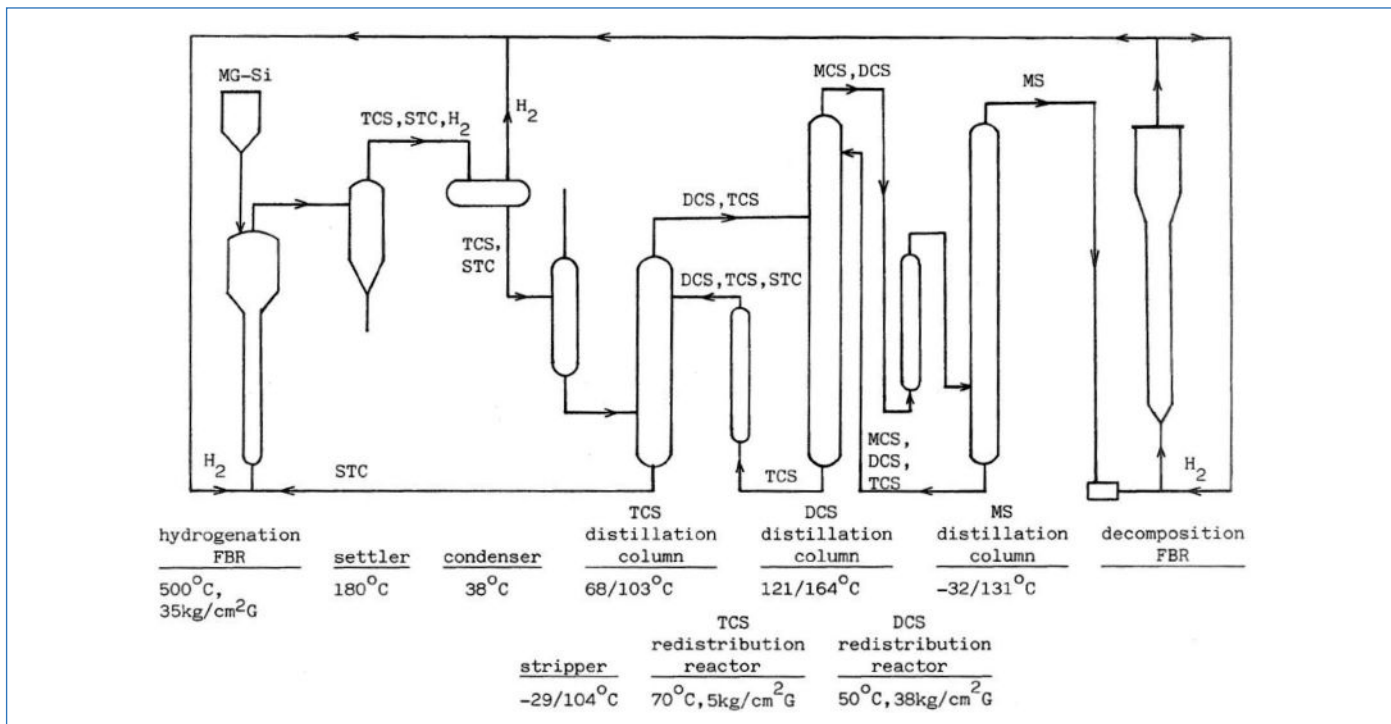 MG-Si
TCS,STC,H2
H2
MCS,DCS
MS
DCS,TCS
TCS,
STC
DCS,TCS,STC
MCS,
DCS,
TCS
TCS
H2
STC
H2
hydrogenation
FBR
500°C,
35kg/cm²G
settler
180°C
condenser
38°C
TCS
distillation
column
68/103°C
DCS
distillation
column
121/164°C
MS
distillation
column
-32/131°C
decomposition
FBR
stripper
-29/104°C
TCS
redistribution
reactor
70°C,5kg/cm²G
DCS
redistribution
reactor
50°C,38kg/cm²G